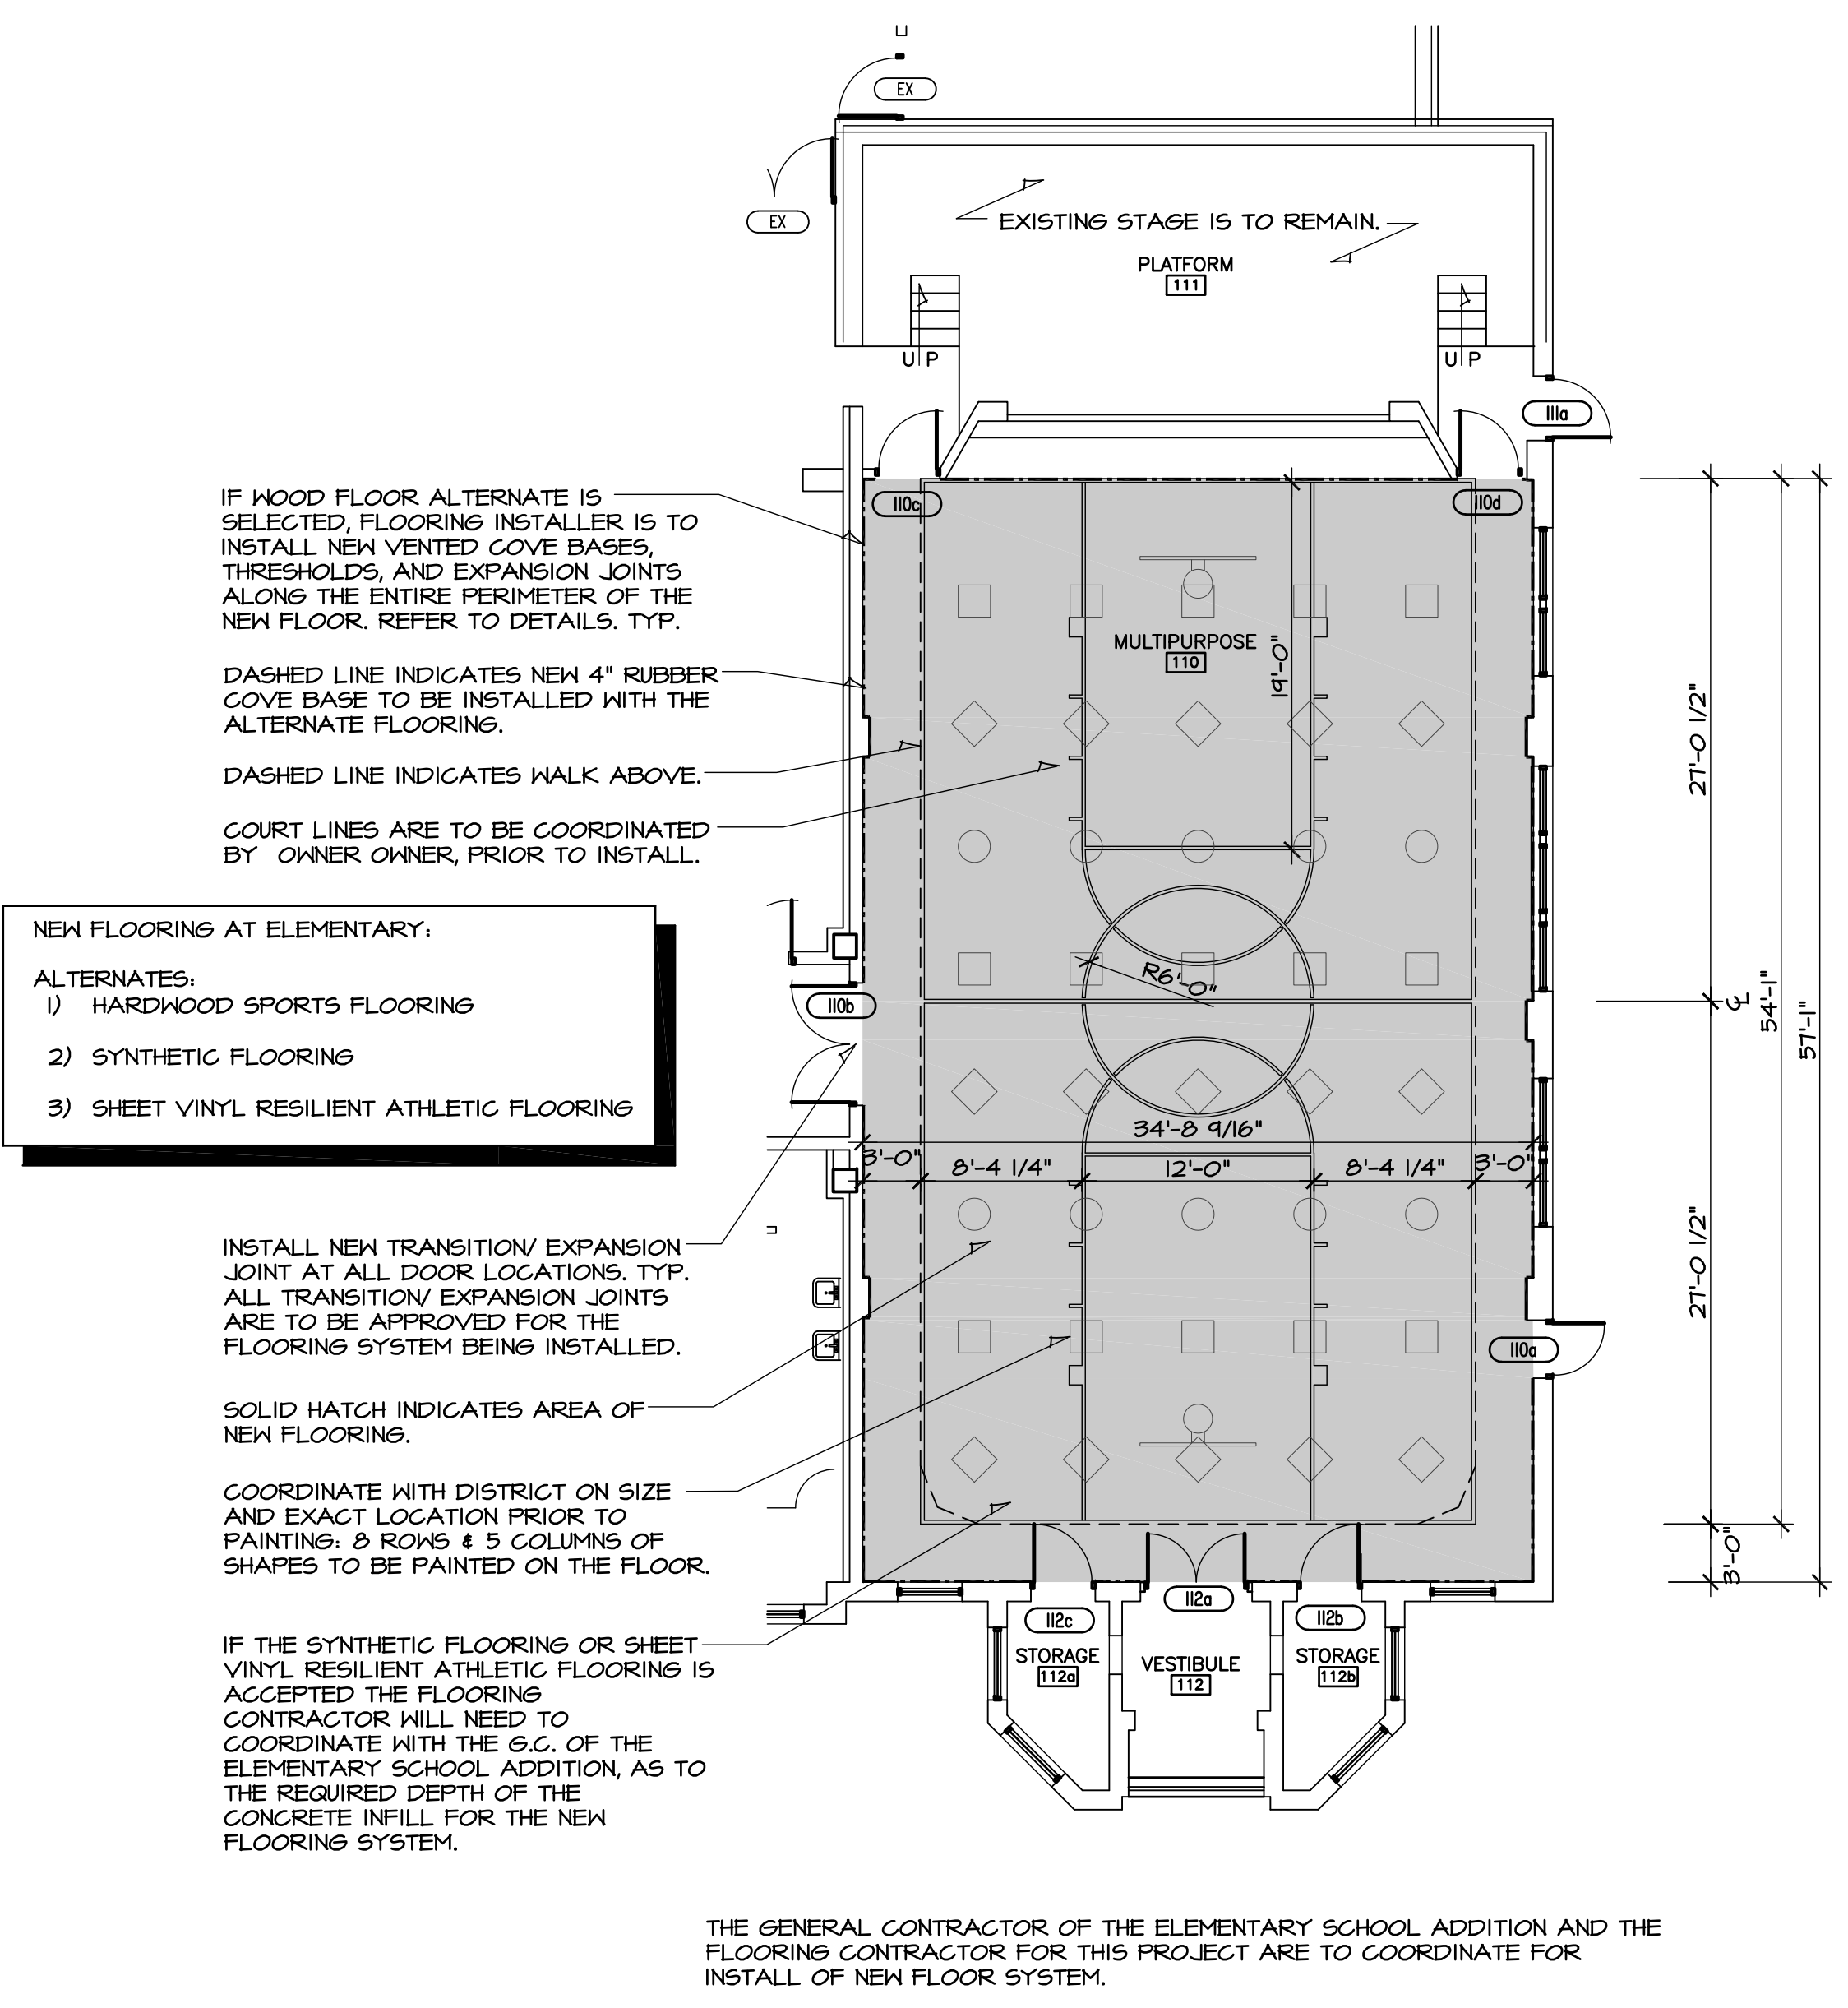 EX
EX
EXISTING STAGE IS TO REMAIN.
PLATFORM
111
UP
UP
111a
IF WOOD FLOOR ALTERNATE IS
SELECTED, FLOORING INSTALLER IS TO
INSTALL NEW VENTED COVE BASES,
THRESHOLDS, AND EXPANSION JOINTS
ALONG THE ENTIRE PERIMETER OF THE
NEW FLOOR. REFER TO DETAILS. TYP.
110c
110d
MULTIPURPOSE
110
19'-0"
DASHED LINE INDICATES NEW 4" RUBBER
COVE BASE TO BE INSTALLED WITH THE
ALTERNATE FLOORING.
27'-0 1/2"
DASHED LINE INDICATES WALK ABOVE.
COURT LINES ARE TO BE COORDINATED
BY OWNER OWNER, PRIOR TO INSTALL.
NEW FLOORING AT ELEMENTARY:
ALTERNATES:
1) HARDWOOD SPORTS FLOORING
2) SYNTHETIC FLOORING
3) SHEET VINYL RESILIENT ATHLETIC FLOORING
110b
R6'-0"
CL
54'-1"
57'-1"
34'-8 9/16"
3'-0"
8'-4 1/4"
12'-0"
8'-4 1/4"
3'-0"
27'-0 1/2"
INSTALL NEW TRANSITION/ EXPANSION
JOINT AT ALL DOOR LOCATIONS. TYP.
ALL TRANSITION/ EXPANSION JOINTS
ARE TO BE APPROVED FOR THE
FLOORING SYSTEM BEING INSTALLED.
110a
SOLID HATCH INDICATES AREA OF
NEW FLOORING.
COORDINATE WITH DISTRICT ON SIZE
AND EXACT LOCATION PRIOR TO
PAINTING: 8 ROWS & 5 COLUMNS OF
SHAPES TO BE PAINTED ON THE FLOOR.
3'-0"
112a
112c
112b
STORAGE
112a
VESTIBULE
112
STORAGE
112b
IF THE SYNTHETIC FLOORING OR SHEET
VINYL RESILIENT ATHLETIC FLOORING IS
ACCEPTED THE FLOORING
CONTRACTOR WILL NEED TO
COORDINATE WITH THE G.C. OF THE
ELEMENTARY SCHOOL ADDITION, AS TO
THE REQUIRED DEPTH OF THE
CONCRETE INFILL FOR THE NEW
FLOORING SYSTEM.
THE GENERAL CONTRACTOR OF THE ELEMENTARY SCHOOL ADDITION AND THE
FLOORING CONTRACTOR FOR THIS PROJECT ARE TO COORDINATE FOR
INSTALL OF NEW FLOOR SYSTEM.